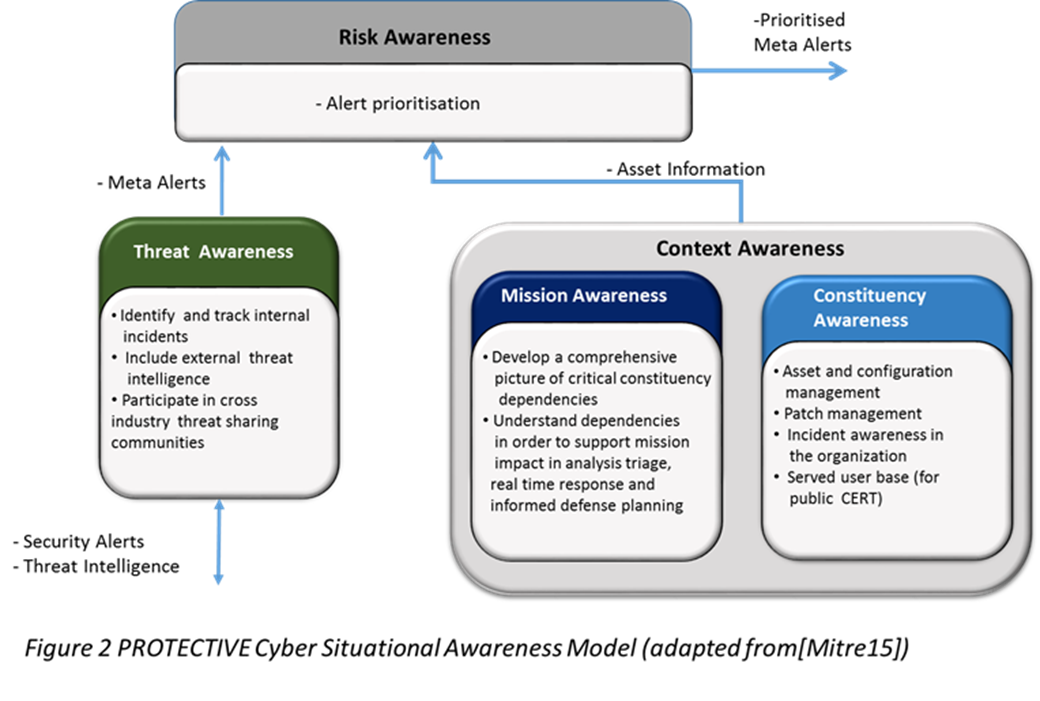 Risk Awareness
- Alert prioritisation
-Prioritised
Meta Alerts
- Meta Alerts
- Asset Information
Threat Awareness
• Identify and track internal
incidents
• Include external threat
intelligence
• Participate in cross
industry threat sharing
communities
Context Awareness
Mission Awareness
• Develop a comprehensive
picture of critical constituency
dependencies
• Understand dependencies
in order to support mission
impact in analysis triage,
real time response and
informed defense planning
Constituency
Awareness
• Asset and configuration
management
• Patch management
• Incident awareness in
the organization
• Served user base (for
public CERT)
- Security Alerts
- Threat Intelligence
Figure 2 PROTECTIVE Cyber Situational Awareness Model (adapted from[Mitre15])